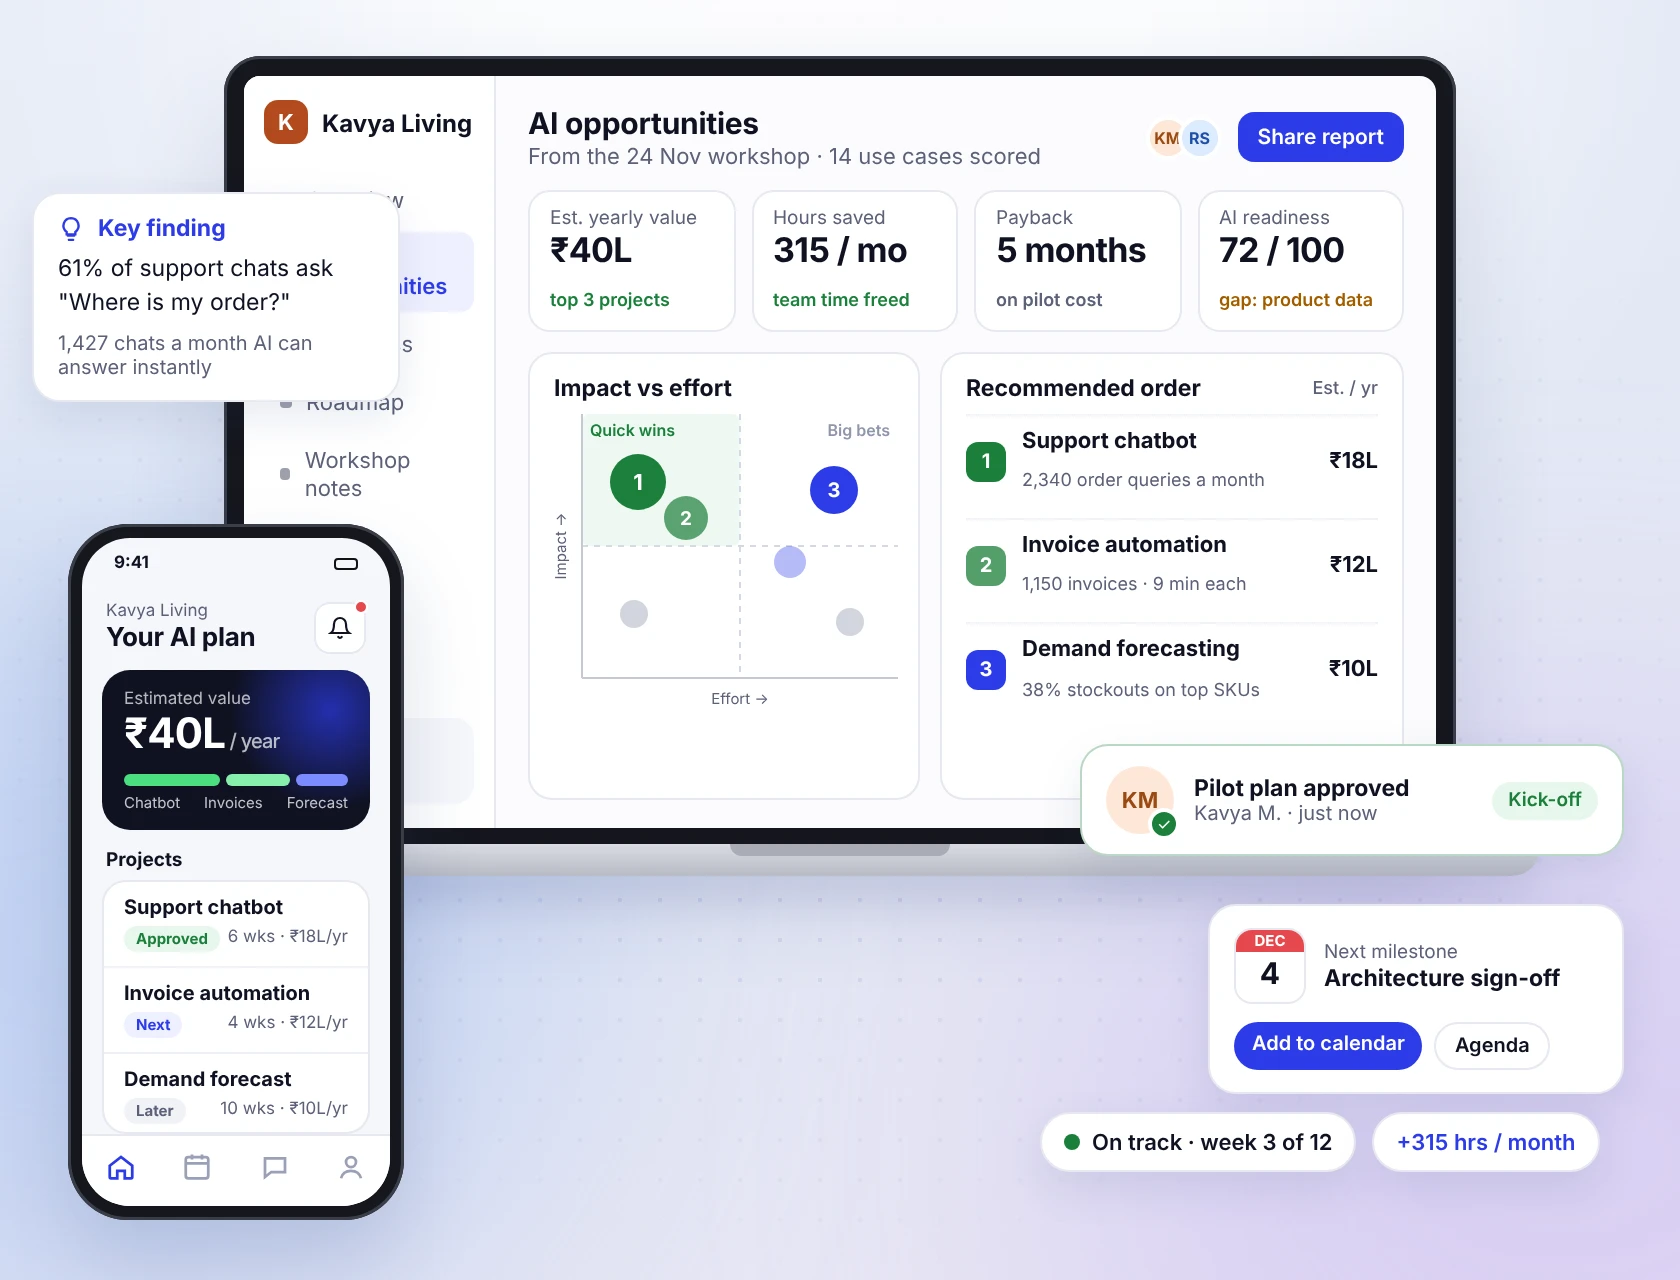 K
Kavya Living
AI opportunities
From the 24 Nov workshop · 14 use cases scored
KM
RS
Share report
Key finding
61% of support chats ask
"Where is my order?"
1,427 chats a month AI can
answer instantly
Roadmap
Workshop
notes
Est. yearly value
₹40L
top 3 projects
Hours saved
315 / mo
team time freed
Payback
5 months
on pilot cost
AI readiness
72 / 100
gap: product data
Impact vs effort
Quick wins
Big bets
1
2
3
Impact →
Effort →
Recommended order
Est. / yr
1
Support chatbot
2,340 order queries a month
₹18L
2
Invoice automation
1,150 invoices · 9 min each
₹12L
3
Demand forecasting
38% stockouts on top SKUs
₹10L
9:41
Kavya Living
Your AI plan
Estimated value
₹40L / year
Chatbot
Invoices
Forecast
Projects
Support chatbot
Approved
6 wks · ₹18L/yr
Invoice automation
Next
4 wks · ₹12L/yr
Demand forecast
Later
10 wks · ₹10L/yr
KM
Pilot plan approved
Kavya M. · just now
Kick-off
DEC
4
Next milestone
Architecture sign-off
Add to calendar
Agenda
On track · week 3 of 12
+315 hrs / month